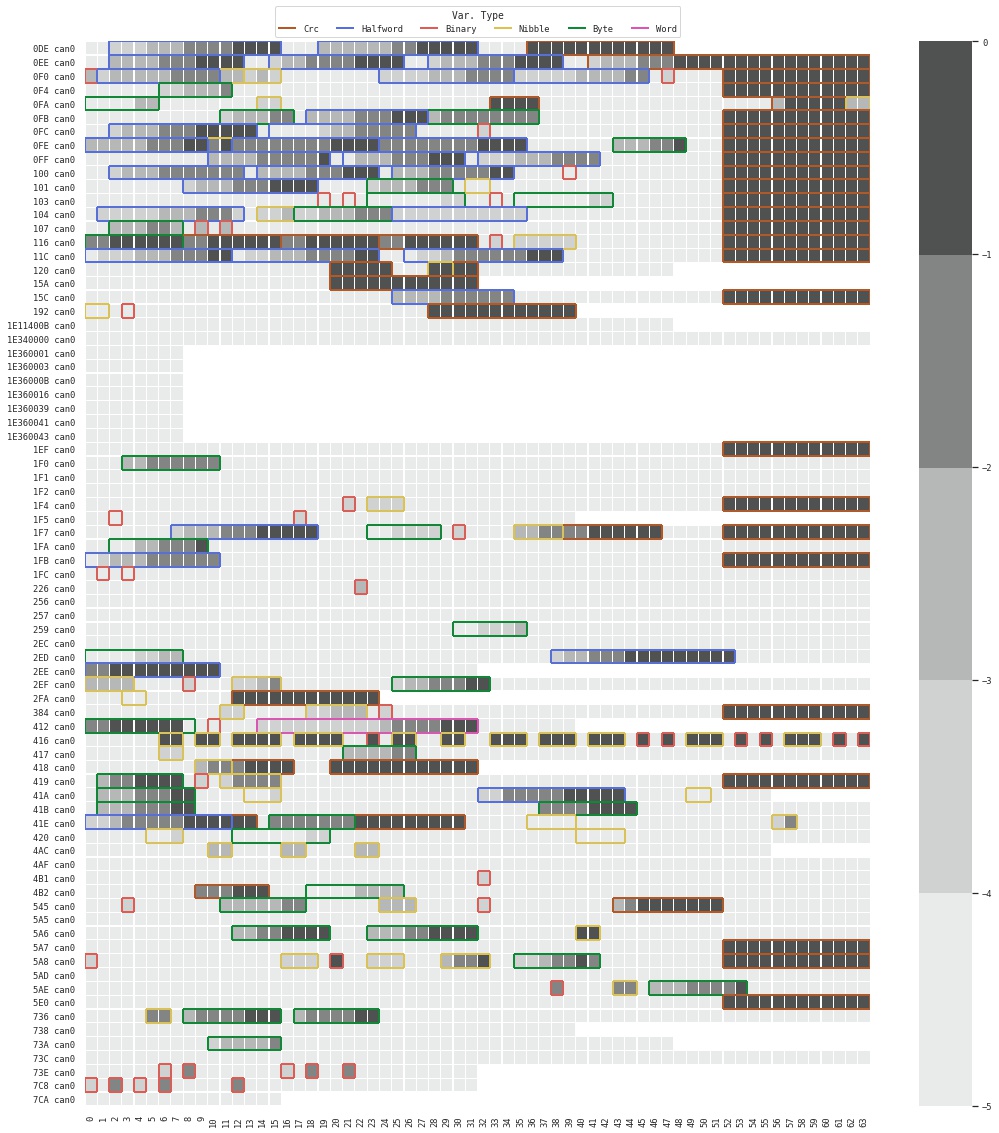 Var. Type
Crc Halfword Binary Nibble Byte Word
0DE can0
0EE can0
0F0 can0
0F4 can0
0FA can0
0FB can0
0FC can0
0FE can0
0FF can0
100 can0
101 can0
103 can0
104 can0
107 can0
116 can0
11C can0
120 can0
15A can0
15C can0
192 can0
1E11400B can0
1E340000 can0
1E360001 can0
1E360003 can0
1E36000B can0
1E360016 can0
1E360039 can0
1E360041 can0
1E360043 can0
1EF can0
1F0 can0
1F1 can0
1F2 can0
1F4 can0
1F5 can0
1F7 can0
1FA can0
1FB can0
1FC can0
226 can0
256 can0
257 can0
259 can0
2EC can0
2ED can0
2EE can0
2EF can0
2FA can0
384 can0
412 can0
416 can0
417 can0
418 can0
419 can0
41A can0
41B can0
41E can0
420 can0
4AC can0
4AF can0
4B1 can0
4B2 can0
545 can0
5A5 can0
5A6 can0
5A7 can0
5A8 can0
5AD can0
5AE can0
5E0 can0
736 can0
738 can0
73A can0
73C can0
73E can0
7C8 can0
7CA can0
0 1 2 3 4 5 6 7 8 9 10 11 12 13 14 15 16 17 18 19 20 21 22 23 24 25 26 27 28 29 30 31 32 33 34 35 36 37 38 39 40 41 42 43 44 45 46 47 48 49 50 51 52 53 54 55 56 57 58 59 60 61 62 63
0
−1
−2
−3
−4
−5